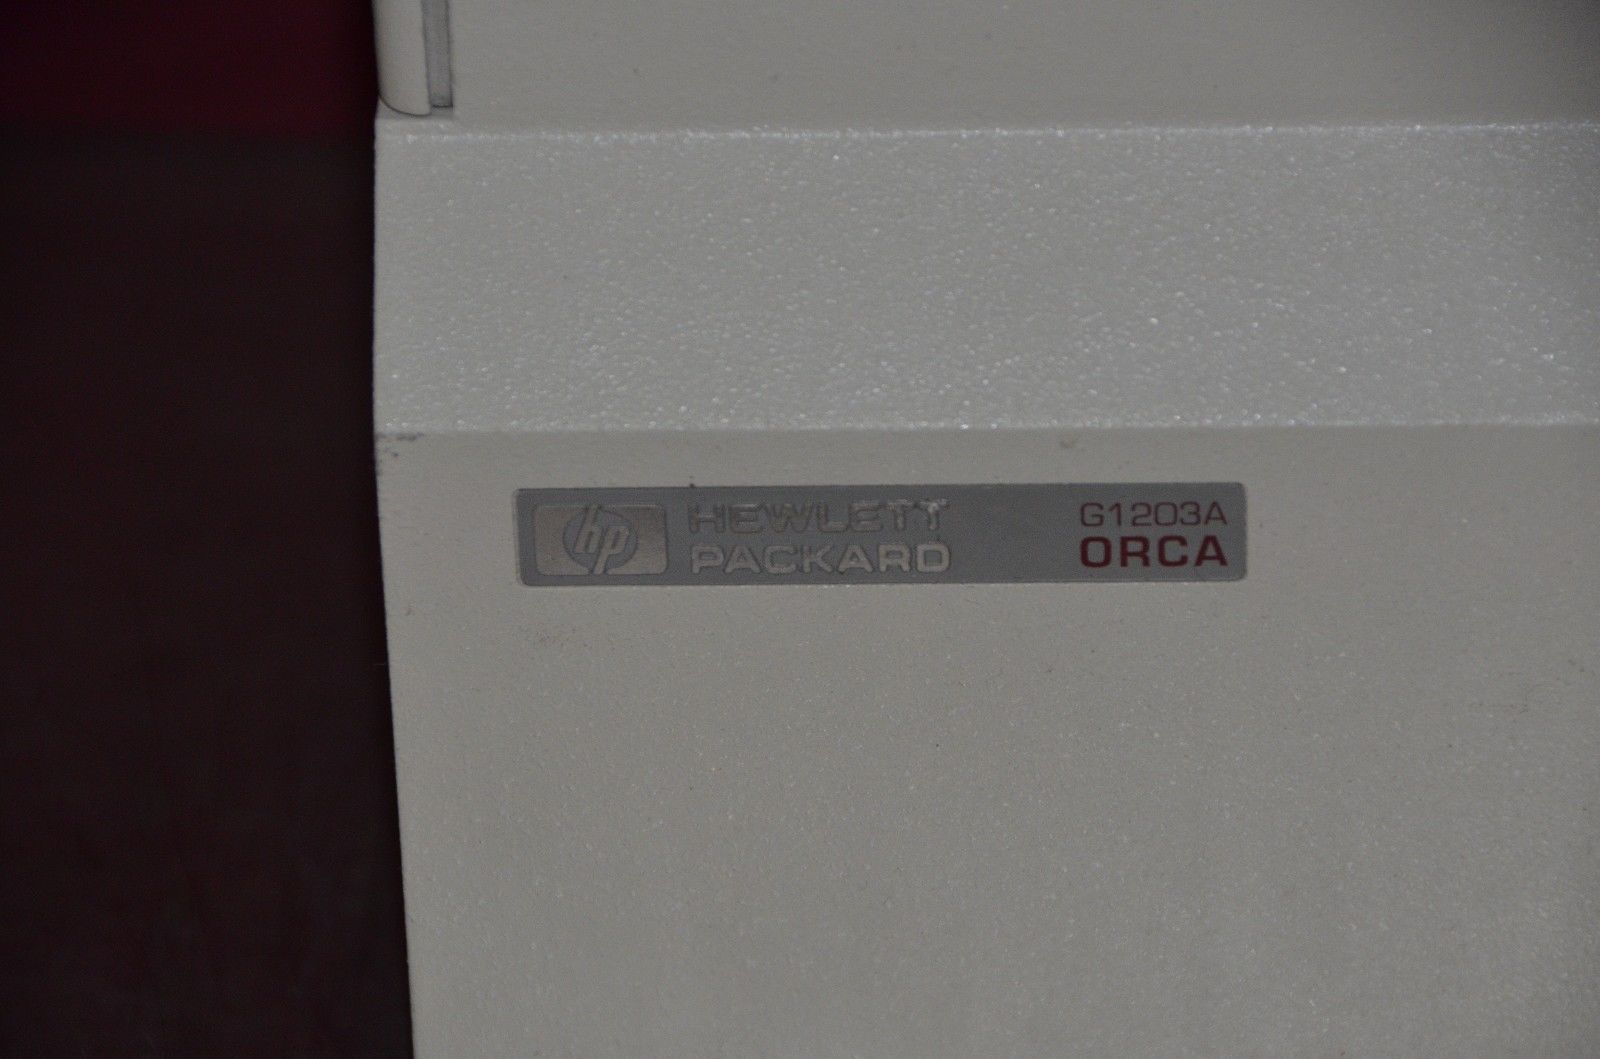 hp
HEWLETT
PACKARD
G1203A
ORCA